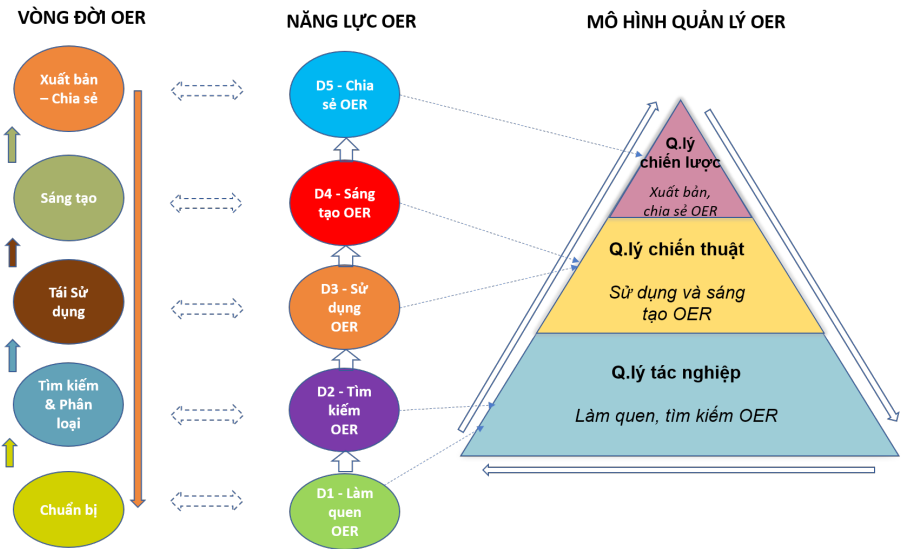 VÒNG ĐỜI OER
NĂNG LỰC OER
MÔ HÌNH QUẢN LÝ OER
Xuất bản
– Chia sẻ
Sáng tạo
Tái Sử
dụng
Tìm kiếm
& Phân
loại
Chuẩn bị
D5 - Chia
sẻ OER
D4 - Sáng
tạo OER
D3 - Sử
dụng
OER
D2 - Tìm
kiếm
OER
D1 - Làm
quen
OER
Q.lý
chiến lược
Xuất bản,
chia sẻ OER
Q.lý chiến thuật
Sử dụng và sáng
tạo OER
Q.lý tác nghiệp
Làm quen, tìm kiếm OER